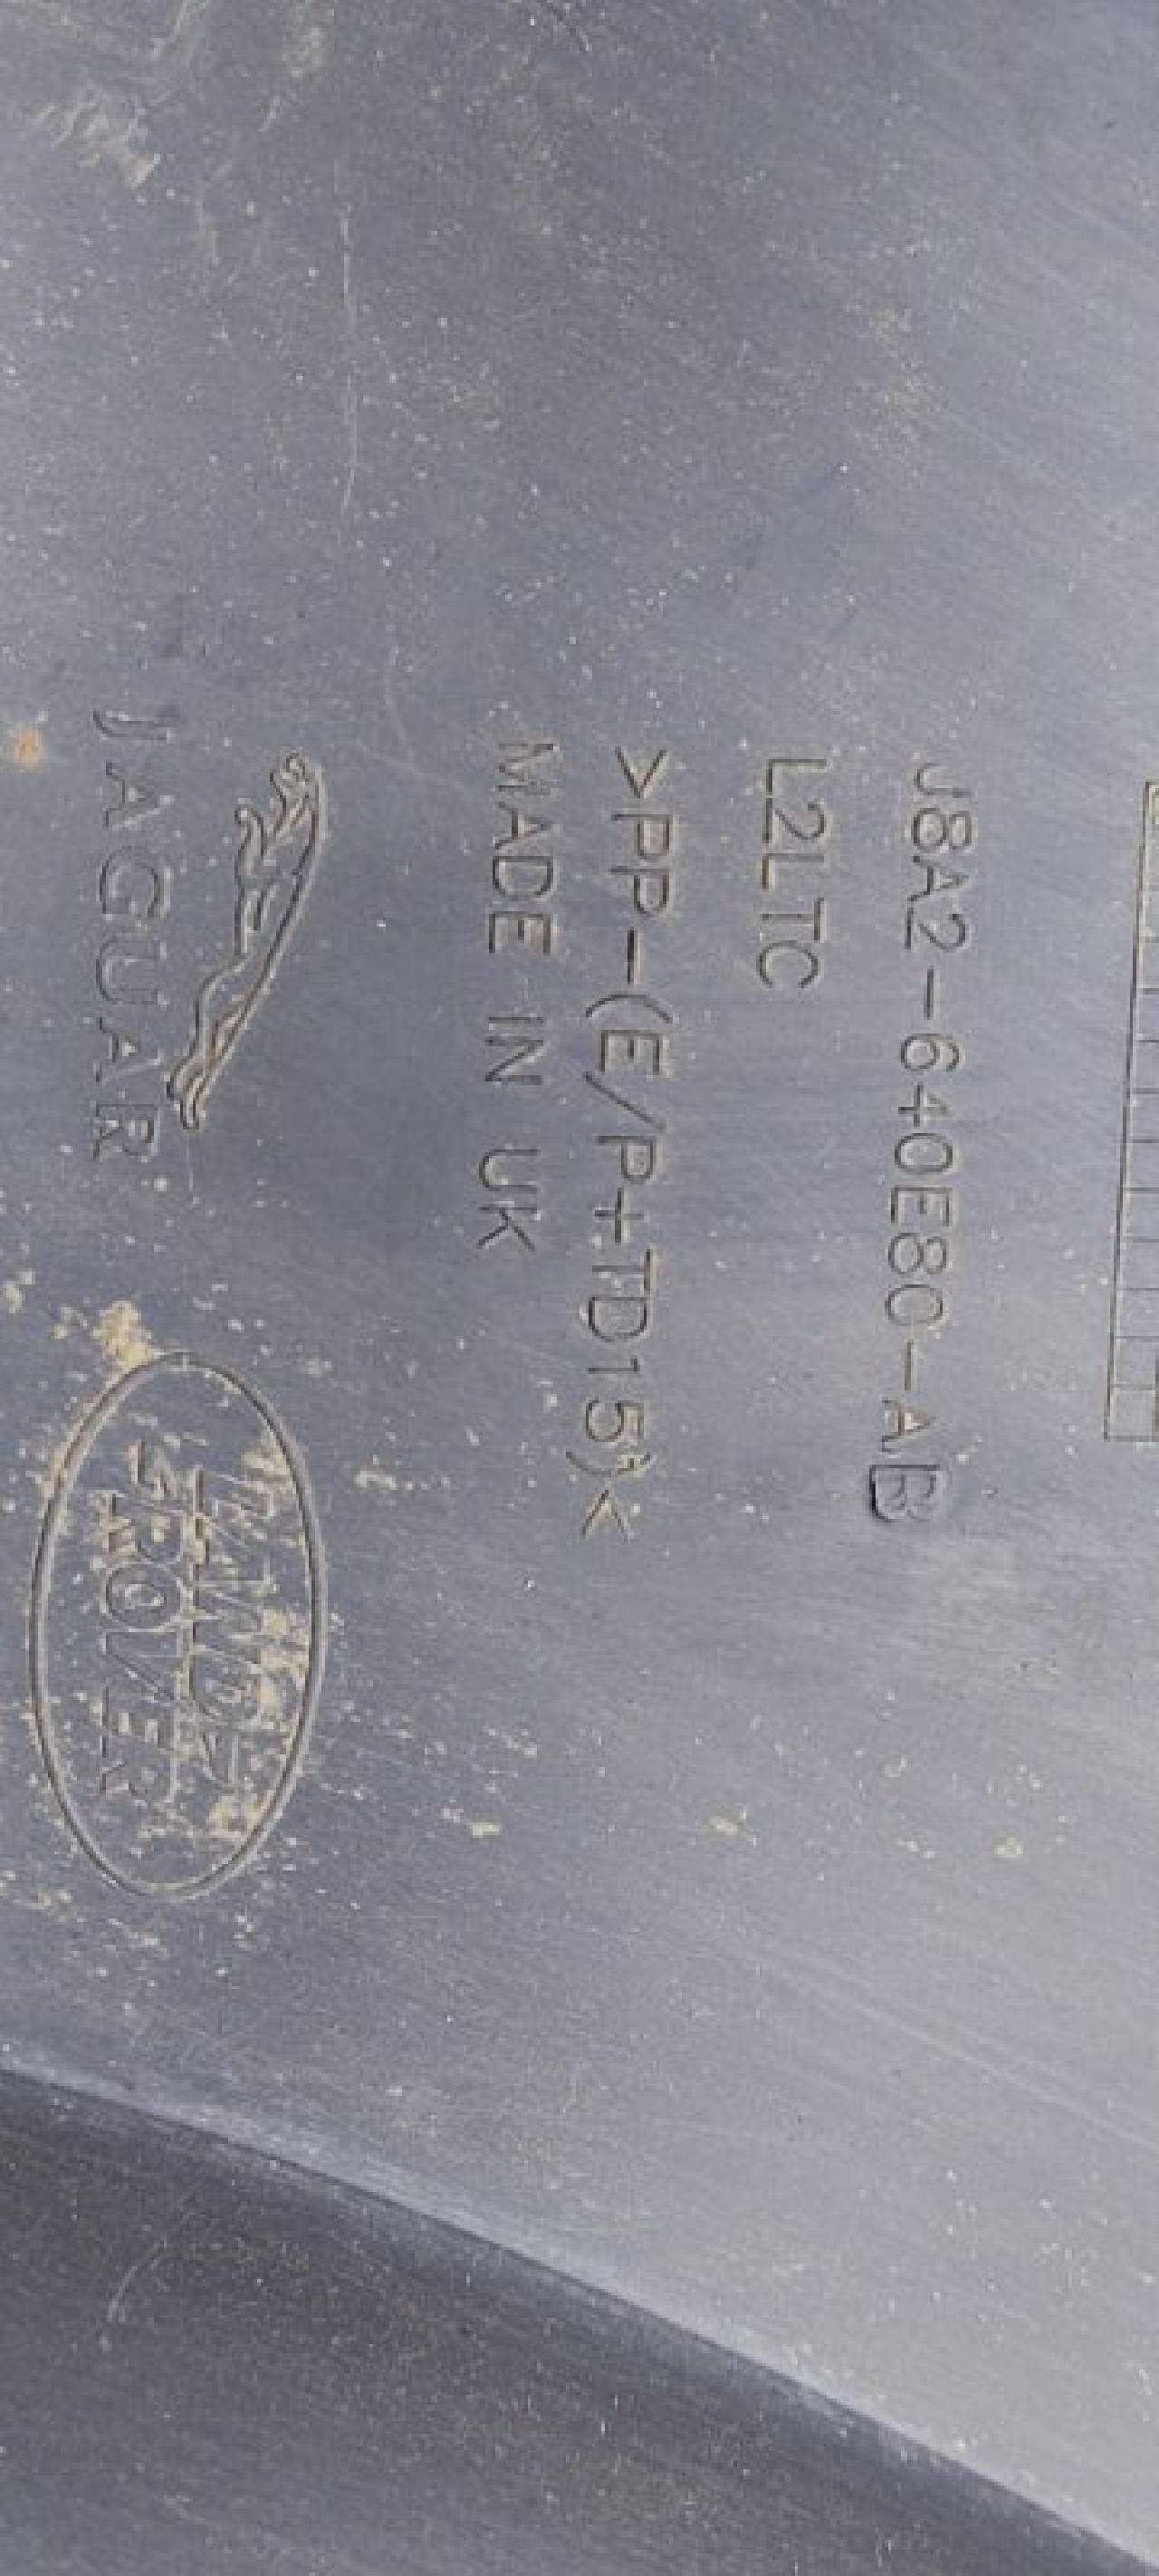 J8A2-640E80-AB
L2LTC
>PP-(E/P+TD15)<
MADE IN UK
JAGUAR
LAND
ROVER